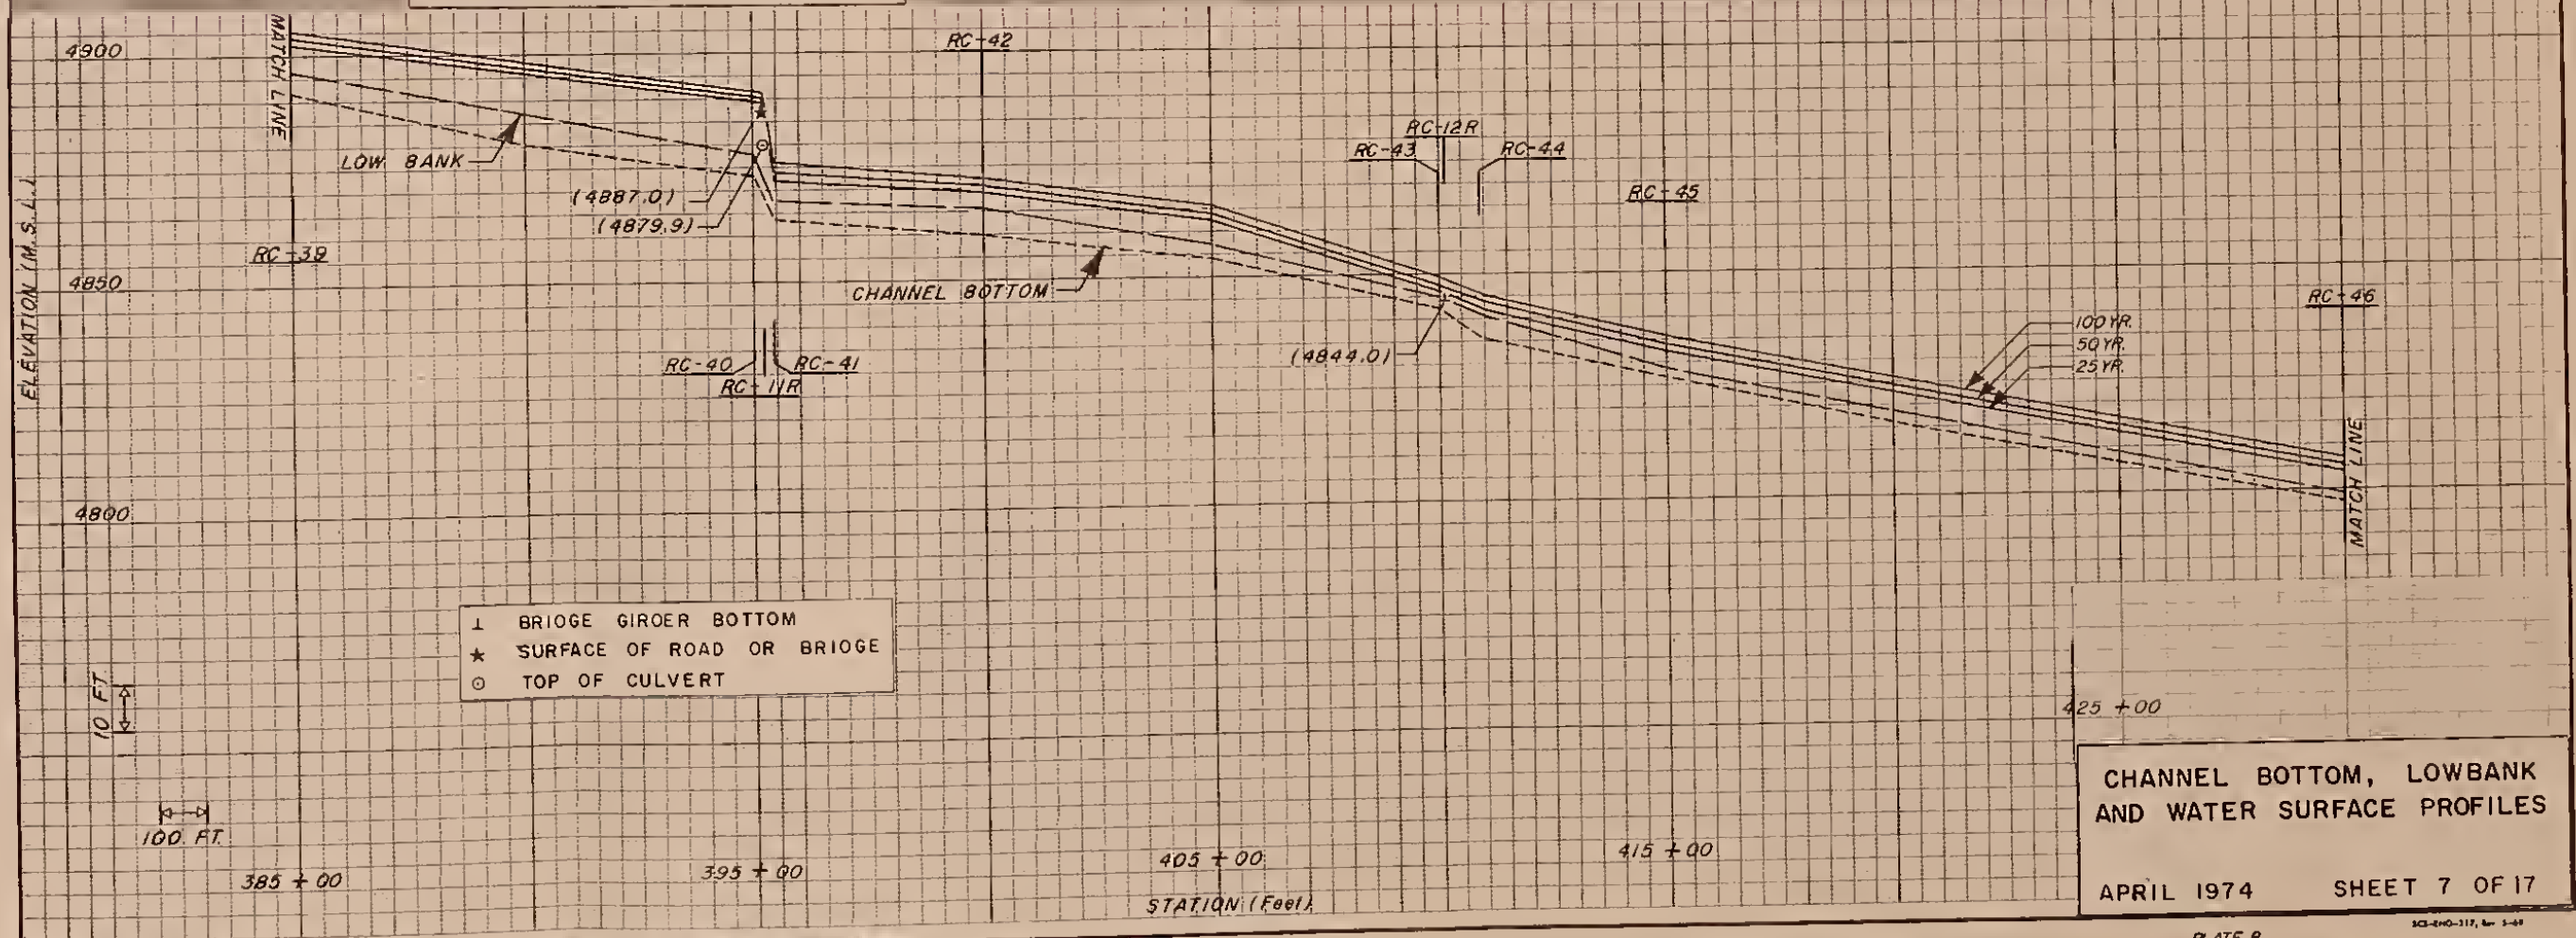 MATCH LINE
4900
RC-42
LOW BANK
RC-12R
RC-43
RC-44
(4887.0)
(4879.9)
RC-45
ELEVATION (M.S.L.)
RC-39
4850
CHANNEL BOTTOM
RC-46
(4844.0)
100 YR.
50 YR.
25 YR.
RC-40
RC-41
RC-11R
MATCH LINE
4800
⊥ BRIOGE GIROER BOTTOM
★ SURFACE OF ROAD OR BRIOGE
⊙ TOP OF CULVERT
10 FT
100 FT.
425 + 00
385 + 00
395 + 00
405 + 00
415 + 00
STATION (Feet)
CHANNEL BOTTOM, LOWBANK
AND WATER SURFACE PROFILES
APRIL 1974 SHEET 7 OF 17